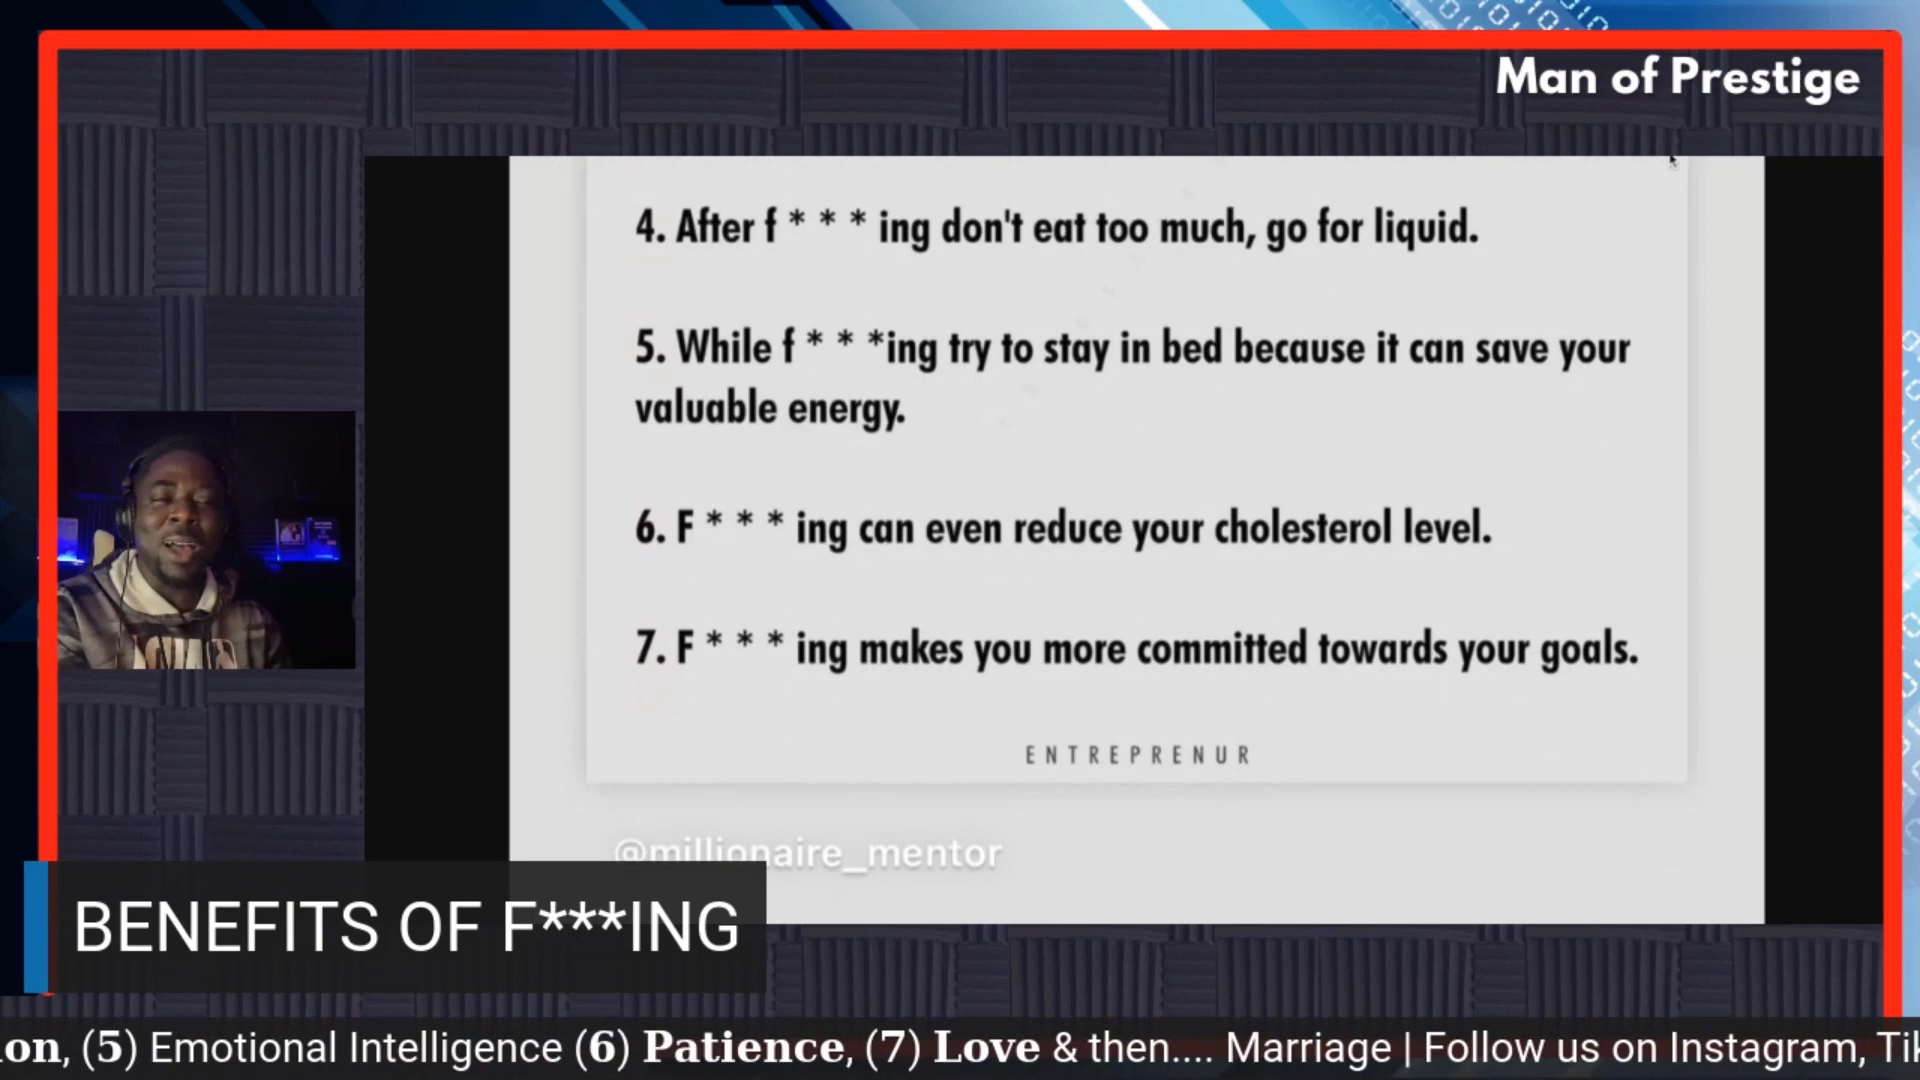 Man of Prestige
4. After f * * * ing don't eat too much, go for liquid.
5. While f * * *ing try to stay in bed because it can save your
valuable energy.
6. F * * * ing can even reduce your cholesterol level.
7. F * * * ing makes you more committed towards your goals.
ENTREPRENUR
@millionaire_mentor
BENEFITS OF F***ING
on, (5) Emotional Intelligence (6) Patience, (7) Love & then.... Marriage | Follow us on Instagram, Tik